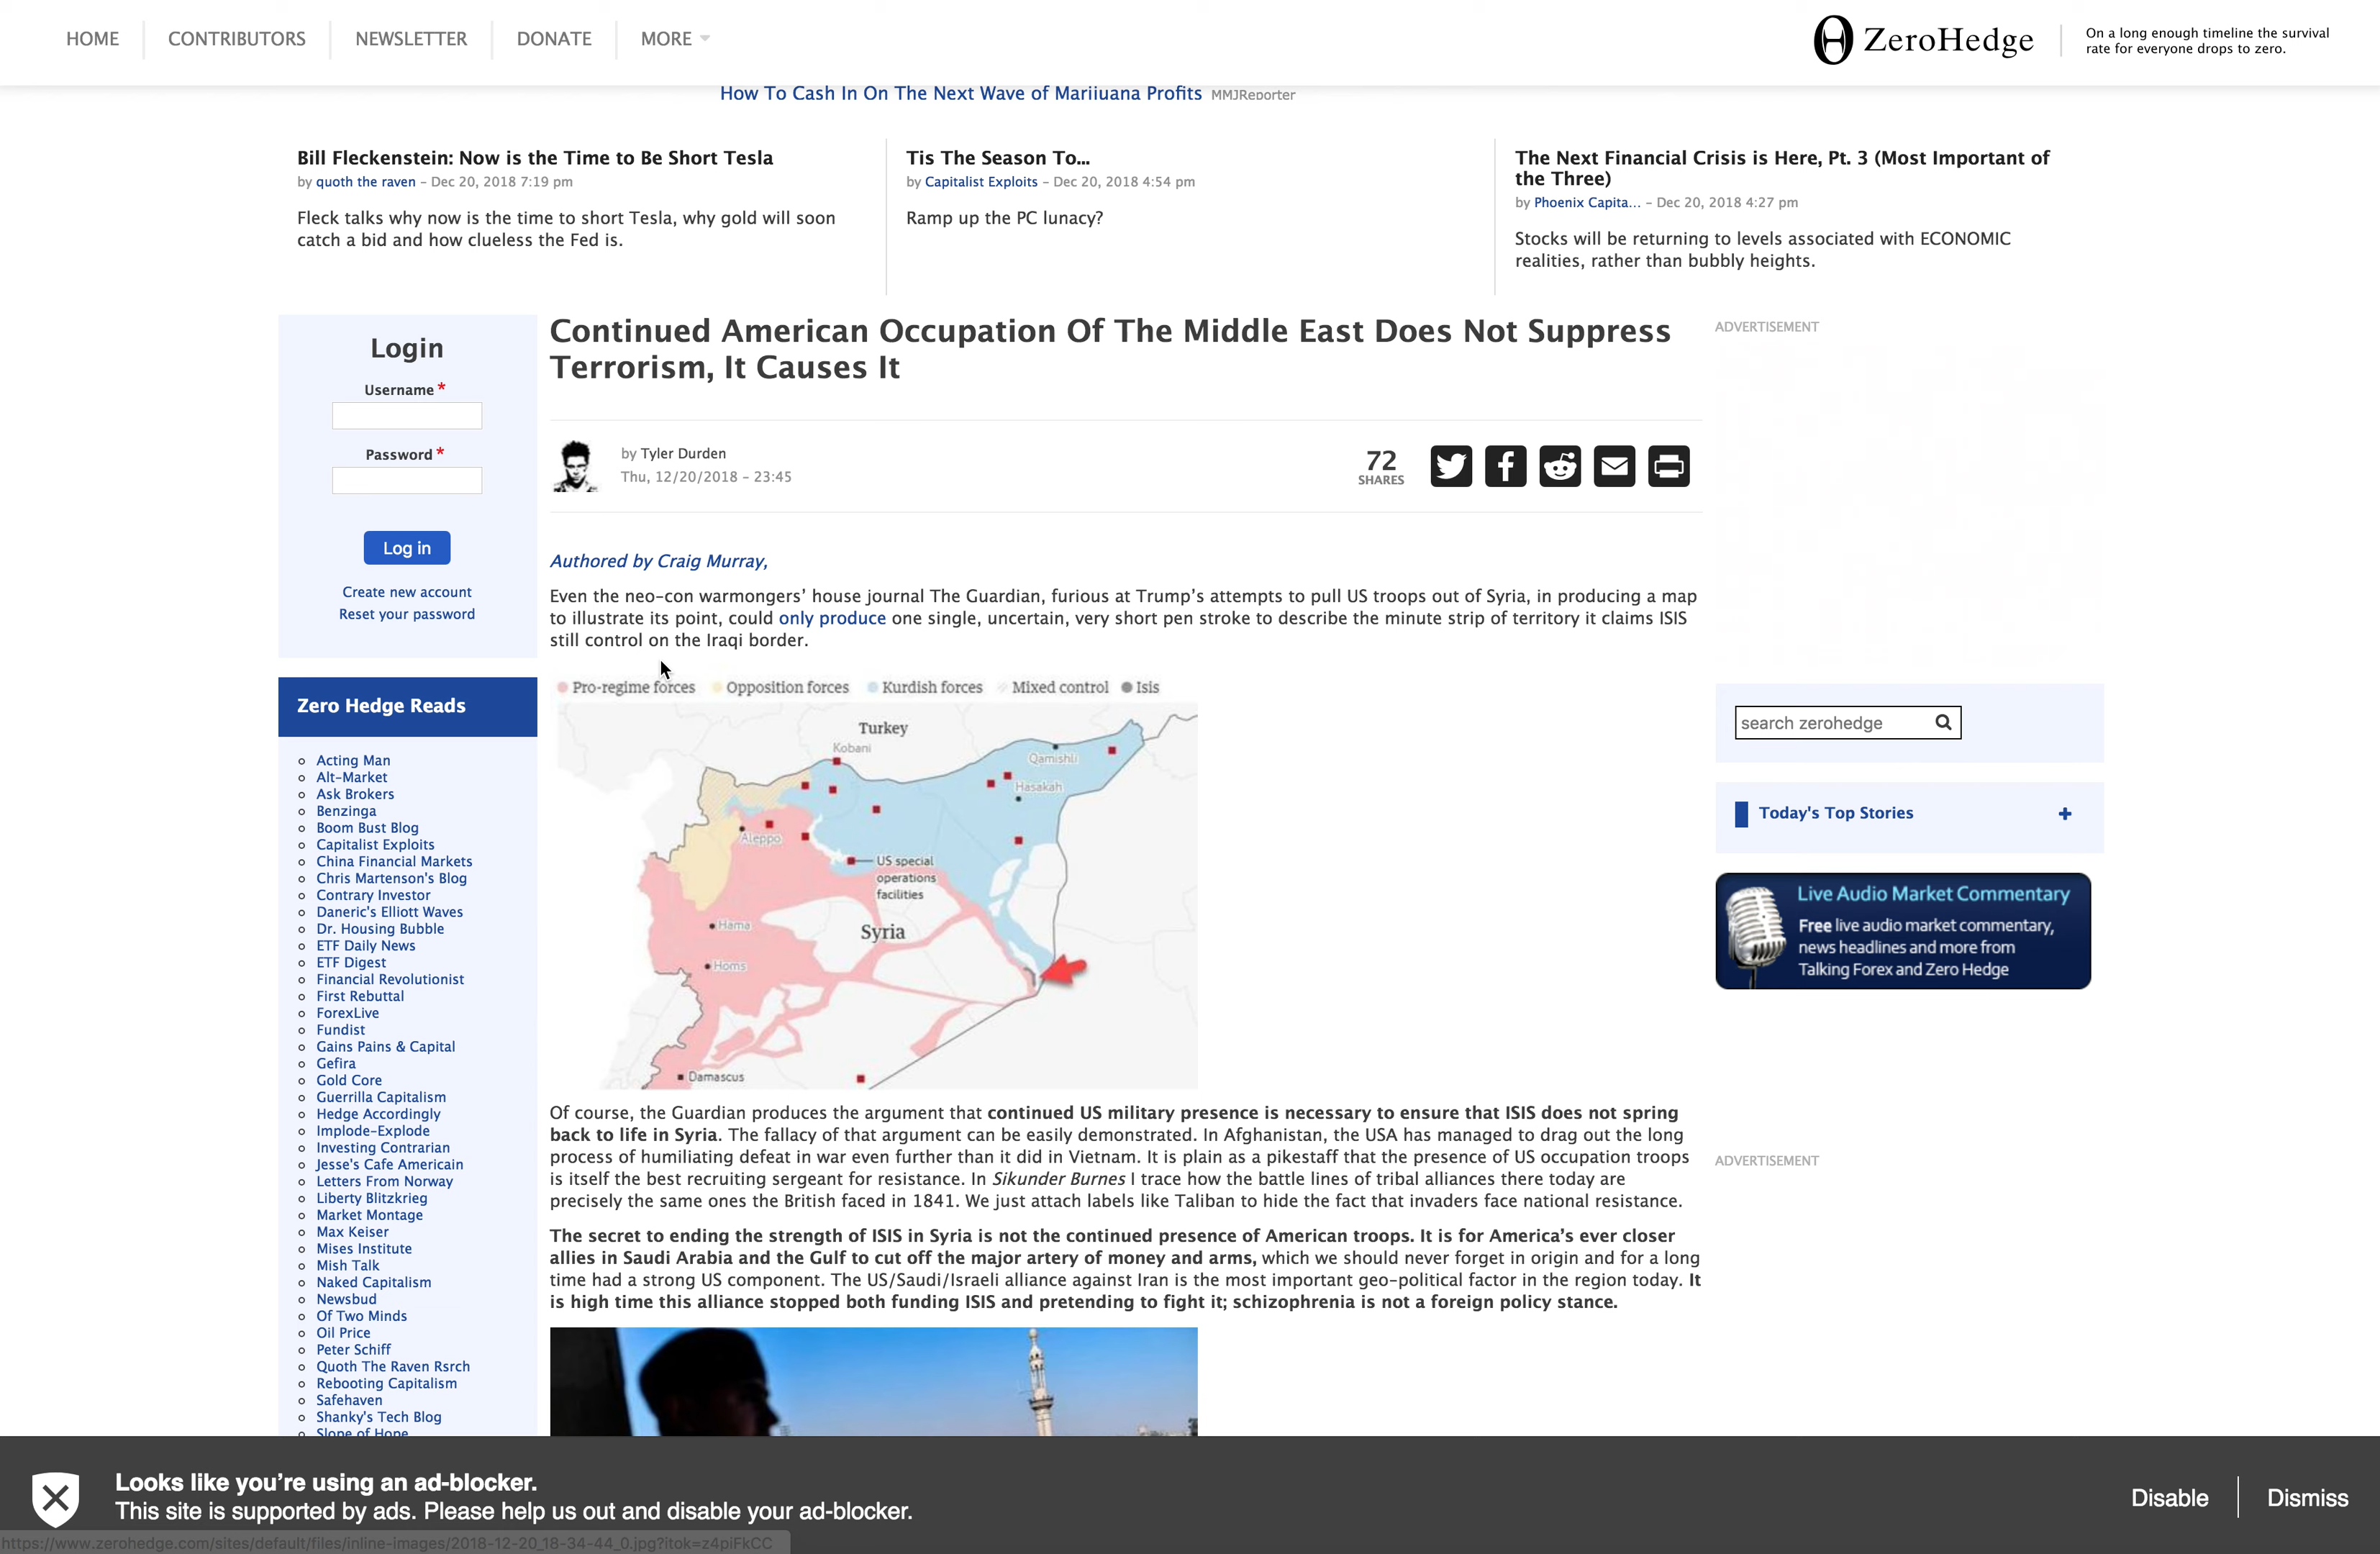 HOME
CONTRIBUTORS
NEWSLETTER
DONATE
MORE
ZeroHedge
On a long enough timeline the survival
rate for everyone drops to zero.
How To Cash In On The Next Wave of Marijuana Profits MMJReporter
Bill Fleckenstein: Now is the Time to Be Short Tesla
by quoth the raven – Dec 20, 2018 7:19 pm
Fleck talks why now is the time to short Tesla, why gold will soon
catch a bid and how clueless the Fed is.
Tis The Season To...
by Capitalist Exploits – Dec 20, 2018 4:54 pm
Ramp up the PC lunacy?
The Next Financial Crisis is Here, Pt. 3 (Most Important of
the Three)
by Phoenix Capita... – Dec 20, 2018 4:27 pm
Stocks will be returning to levels associated with ECONOMIC
realities, rather than bubbly heights.
Login
Username *
Password *
Log in
Create new account
Reset your password
Zero Hedge Reads
Acting Man
Alt-Market
Ask Brokers
Benzinga
Boom Bust Blog
Capitalist Exploits
China Financial Markets
Chris Martenson's Blog
Contrary Investor
Daneric's Elliott Waves
Dr. Housing Bubble
ETF Daily News
ETF Digest
Financial Revolutionist
First Rebuttal
ForexLive
Fundist
Gains Pains & Capital
Gefira
Gold Core
Guerrilla Capitalism
Hedge Accordingly
Implode-Explode
Investing Contrarian
Jesse's Cafe Americain
Letters From Norway
Liberty Blitzkrieg
Market Montage
Max Keiser
Mises Institute
Mish Talk
Naked Capitalism
Newsbud
Of Two Minds
Oil Price
Peter Schiff
Quoth The Raven Rsrch
Rebooting Capitalism
Safehaven
Shanky's Tech Blog
Slope of Hope
Continued American Occupation Of The Middle East Does Not Suppress
Terrorism, It Causes It
by Tyler Durden
Thu, 12/20/2018 – 23:45
72
SHARES
Authored by Craig Murray,
Even the neo-con warmongers’ house journal The Guardian, furious at Trump’s attempts to pull US troops out of Syria, in producing a map
to illustrate its point, could only produce one single, uncertain, very short pen stroke to describe the minute strip of territory it claims ISIS
still control on the Iraqi border.
Pro-regime forces Opposition forces Kurdish forces Mixed control Isis
Turkey
Kobani
Qamishli
Hasakah
Aleppo
US special
operations
facilities
Hama
Syria
Homs
Damascus
Of course, the Guardian produces the argument that continued US military presence is necessary to ensure that ISIS does not spring
back to life in Syria. The fallacy of that argument can be easily demonstrated. In Afghanistan, the USA has managed to drag out the long
process of humiliating defeat in war even further than it did in Vietnam. It is plain as a pikestaff that the presence of US occupation troops
is itself the best recruiting sergeant for resistance. In Sikunder Burnes I trace how the battle lines of tribal alliances there today are
precisely the same ones the British faced in 1841. We just attach labels like Taliban to hide the fact that invaders face national resistance.
The secret to ending the strength of ISIS in Syria is not the continued presence of American troops. It is for America’s ever closer
allies in Saudi Arabia and the Gulf to cut off the major artery of money and arms, which we should never forget in origin and for a long
time had a strong US component. The US/Saudi/Israeli alliance against Iran is the most important geo-political factor in the region today. It
is high time this alliance stopped both funding ISIS and pretending to fight it; schizophrenia is not a foreign policy stance.
ADVERTISEMENT
search zerohedge
Today's Top Stories
Live Audio Market Commentary
Free live audio market commentary,
news headlines and more from
Talking Forex and Zero Hedge
ADVERTISEMENT
Looks like you’re using an ad-blocker.
This site is supported by ads. Please help us out and disable your ad-blocker.
Disable
Dismiss
https://www.zerohedge.com/sites/default/files/inline-images/2018-12-20_18-34-44_0.jpg?itok=z4piFkCC